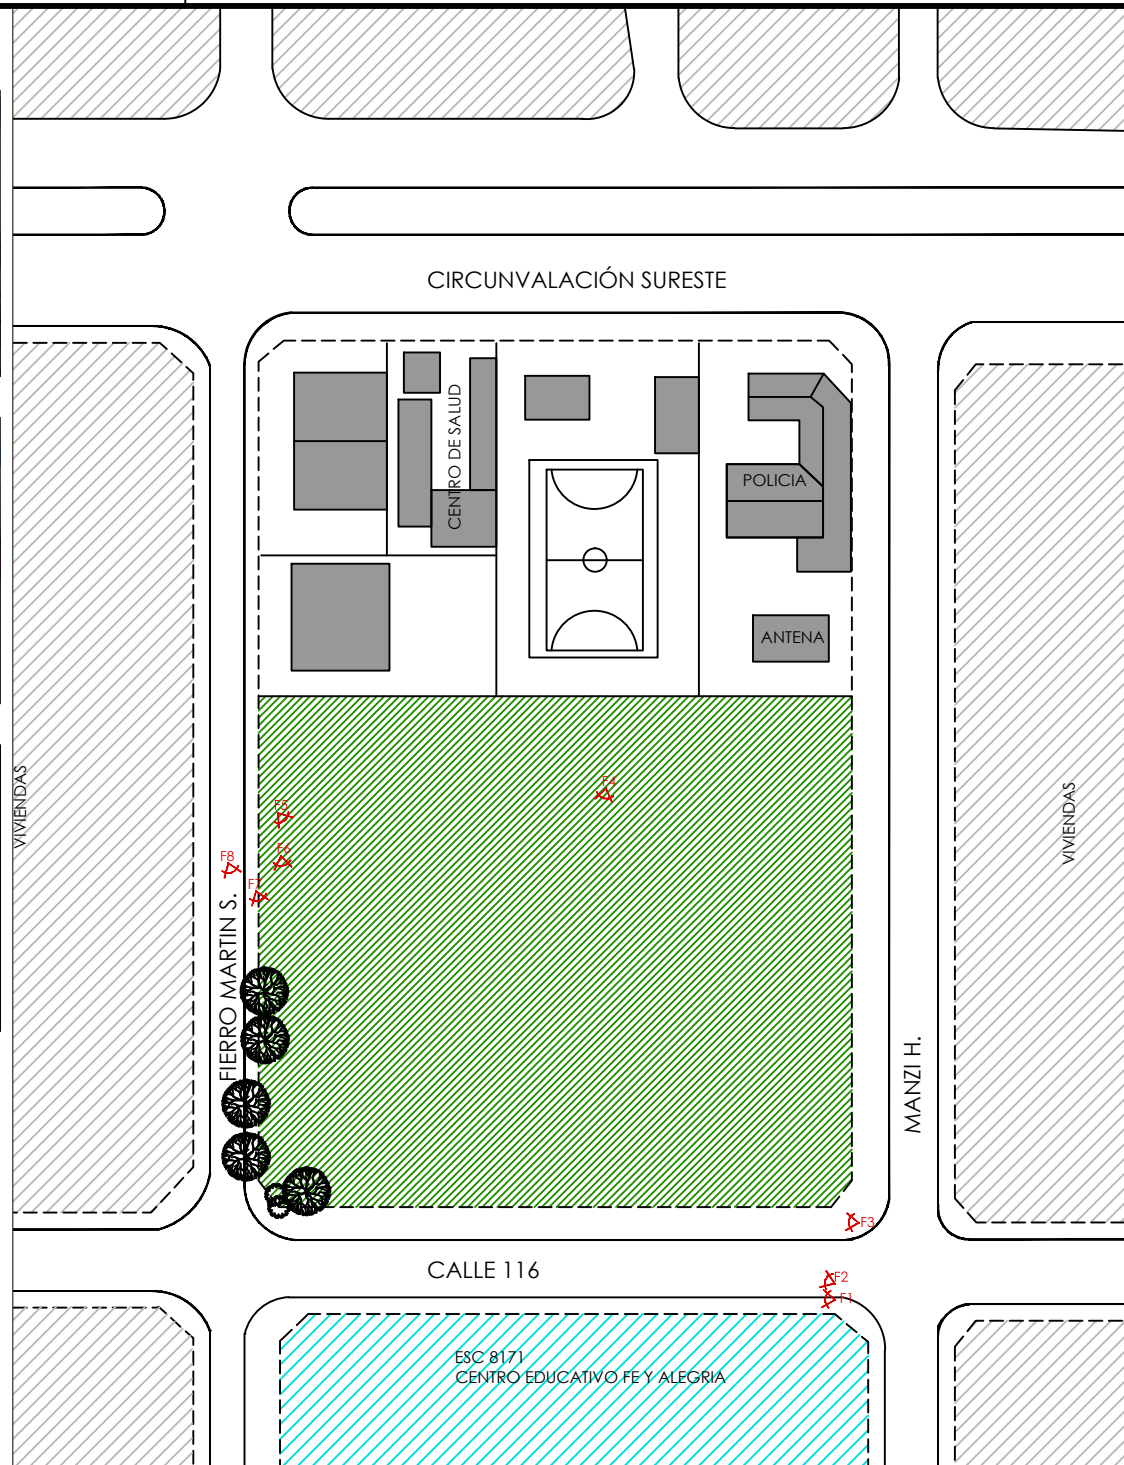 CIRCUNVALACIÓN SURESTE
CENTRO DE SALUD
POLICIA
ANTENA
VIVIENDAS
VIVIENDAS
F4
F5
F6
F8
F7
FIERRO MARTIN S.
MANZI H.
F3
CALLE 116
F2
F1
ESC 8171
CENTRO EDUCATIVO FE Y ALEGRIA